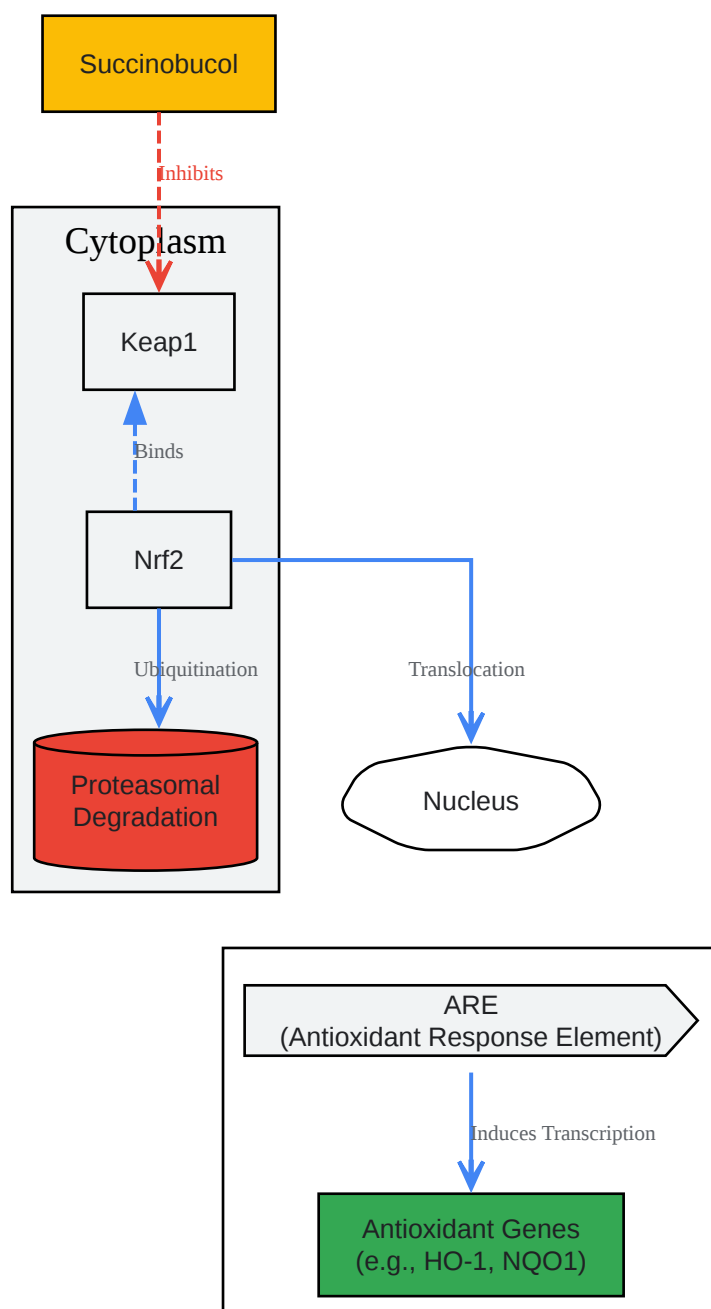 Succinobucol
Inhibits
Cytoplasm
Keap1
Binds
Nrf2
Ubiquitination
Translocation
Proteasomal
Degradation
Nucleus
ARE
(Antioxidant Response Element)
Induces Transcription
Antioxidant Genes
(e.g., HO-1, NQO1)